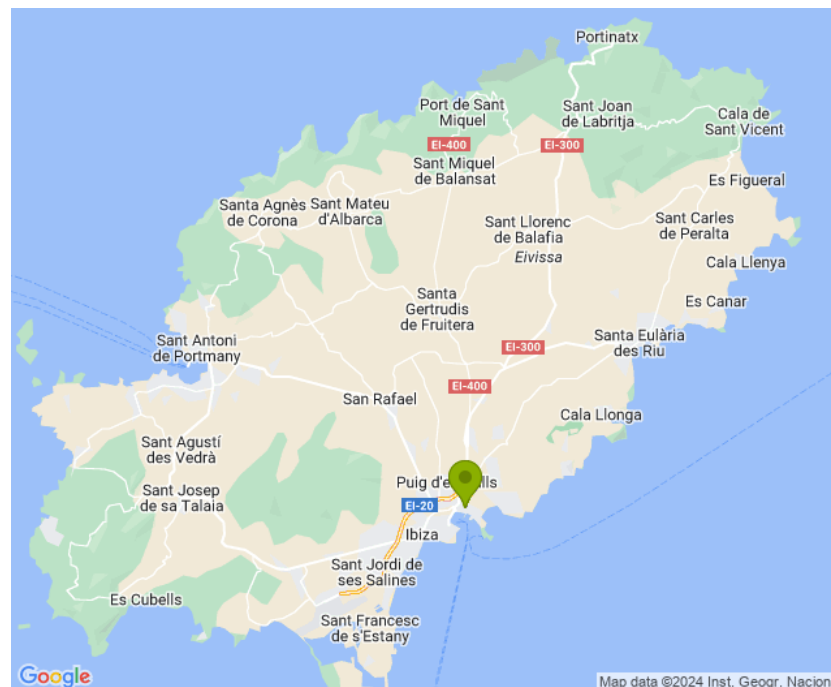 Portinatx
Port de Sant
Miquel
Sant Joan
de Labritja
Cala de
Sant Vicent
EI-400
EI-300
Sant Miquel
de Balansat
Es Figueral
Santa Agnès
de Corona
Sant Mateu
d'Albarca
Sant Llorenc
de Balafia
Sant Carles
de Peralta
Eivissa
Cala Llenya
Santa
Gertrudis
de Fruitera
Es Canar
Sant Antoni
de Portmany
Santa Eulària
des Riu
EI-300
EI-400
San Rafael
Cala Llonga
Sant Agustí
des Vedrà
Puig d'e lls
Sant Josep
de sa Talaia
EI-20
Ibiza
Sant Jordi de
ses Salines
Es Cubells
Sant Francesc
de s'Estany
Google
Map data ©2024 Inst. Geogr. Nacion